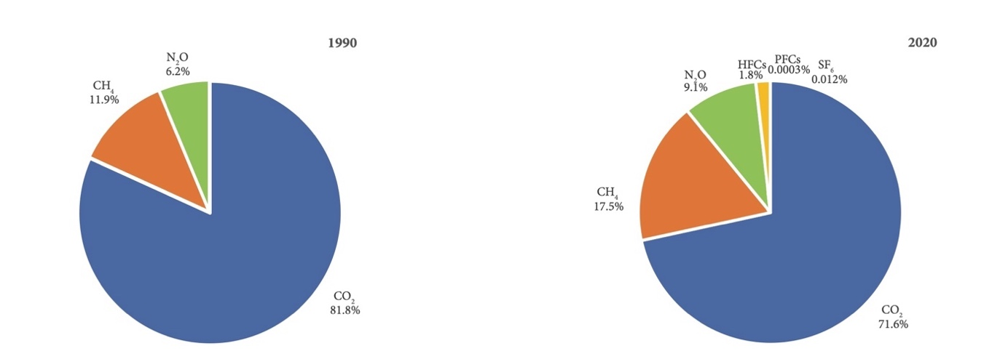 1990
N₂O
6.2%
CH₄
11.9%
CO₂
81.8%
2020
HFCs
1.8%
PFCs
0.0003%
SF₆
0.012%
N₂O
9.1%
CH₄
17.5%
CO₂
71.6%